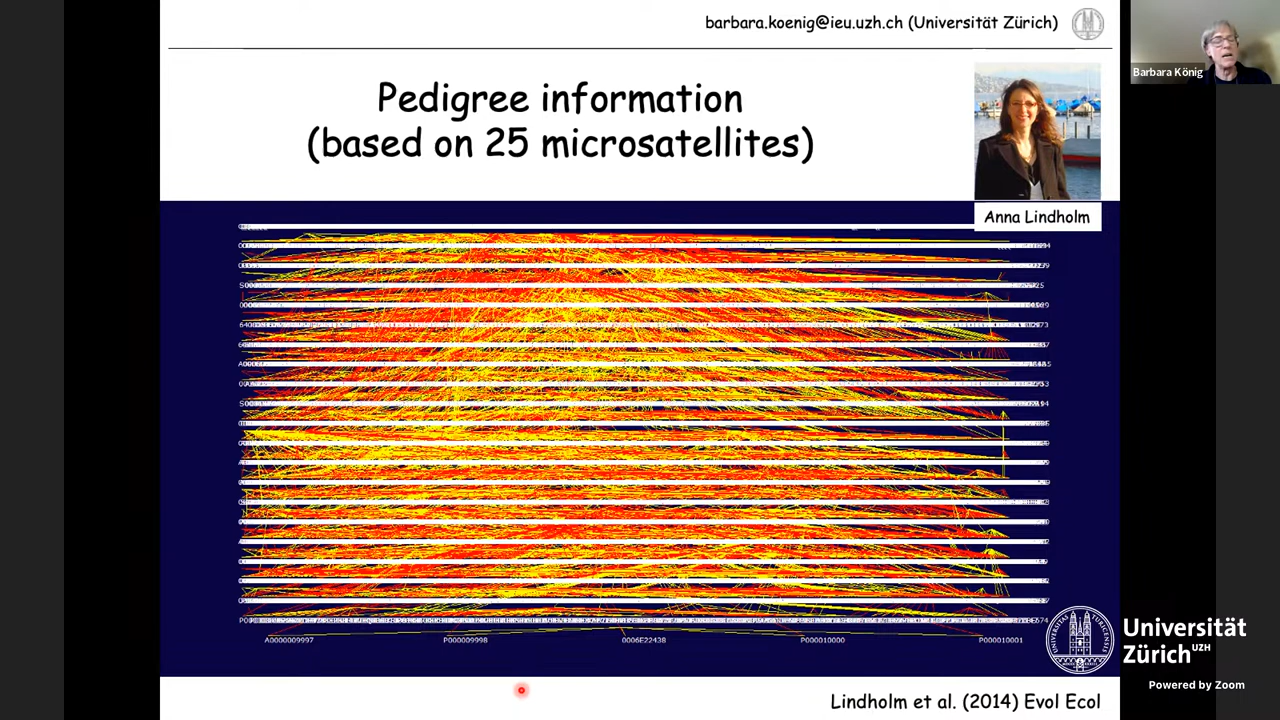 barbara.koenig@ieu.uzh.ch (Universität Zürich)
Barbara König
Pedigree information
(based on 25 microsatellites)
Anna Lindholm
A0000009997
P000009998
0006E22438
P000010000
P000010001
Universität
Zürich UZH
Powered by Zoom
Lindholm et al. (2014) Evol Ecol